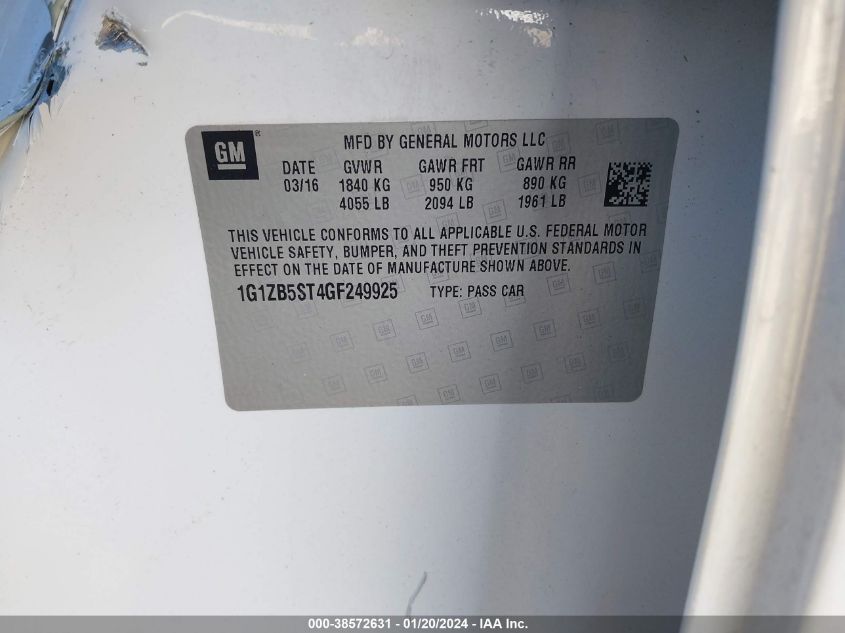 GM ®
MFD BY GENERAL MOTORS LLC
DATE GVWR GAWR FRT GAWR RR
03/16 1840 KG 950 KG 890 KG
4055 LB 2094 LB 1961 LB
THIS VEHICLE CONFORMS TO ALL APPLICABLE U.S. FEDERAL MOTOR
VEHICLE SAFETY, BUMPER, AND THEFT PREVENTION STANDARDS IN
EFFECT ON THE DATE OF MANUFACTURE SHOWN ABOVE.
1G1ZB5ST4GF249925 TYPE: PASS CAR
000-38572631 - 01/20/2024 - IAA Inc.